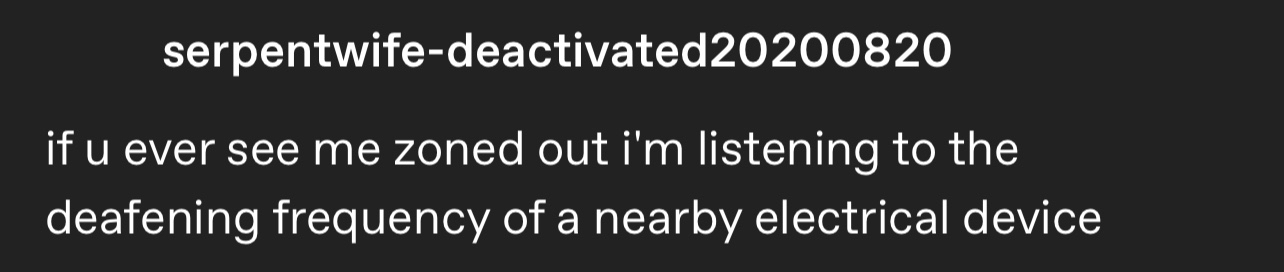 serpentwife-deactivated20200820
if u ever see me zoned out i'm listening to the
deafening frequency of a nearby electrical device